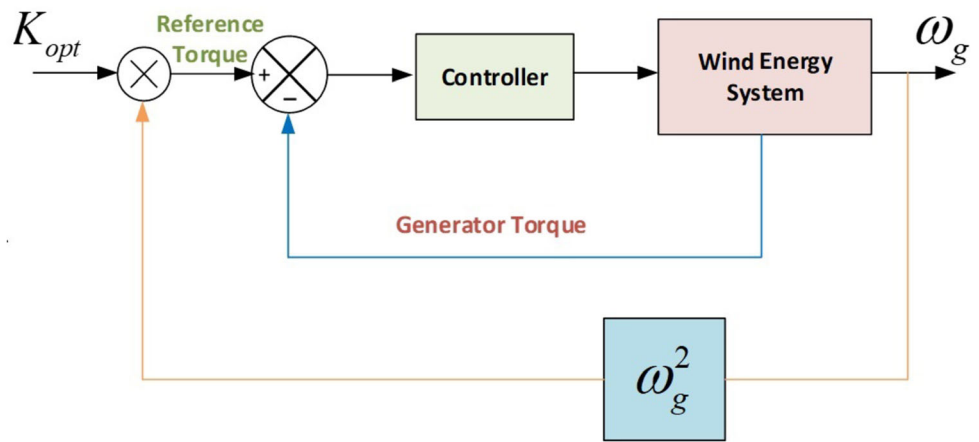 K_opt
Reference
Torque
ω_g
+
−
Controller
Wind Energy
System
Generator Torque
ω_g^2